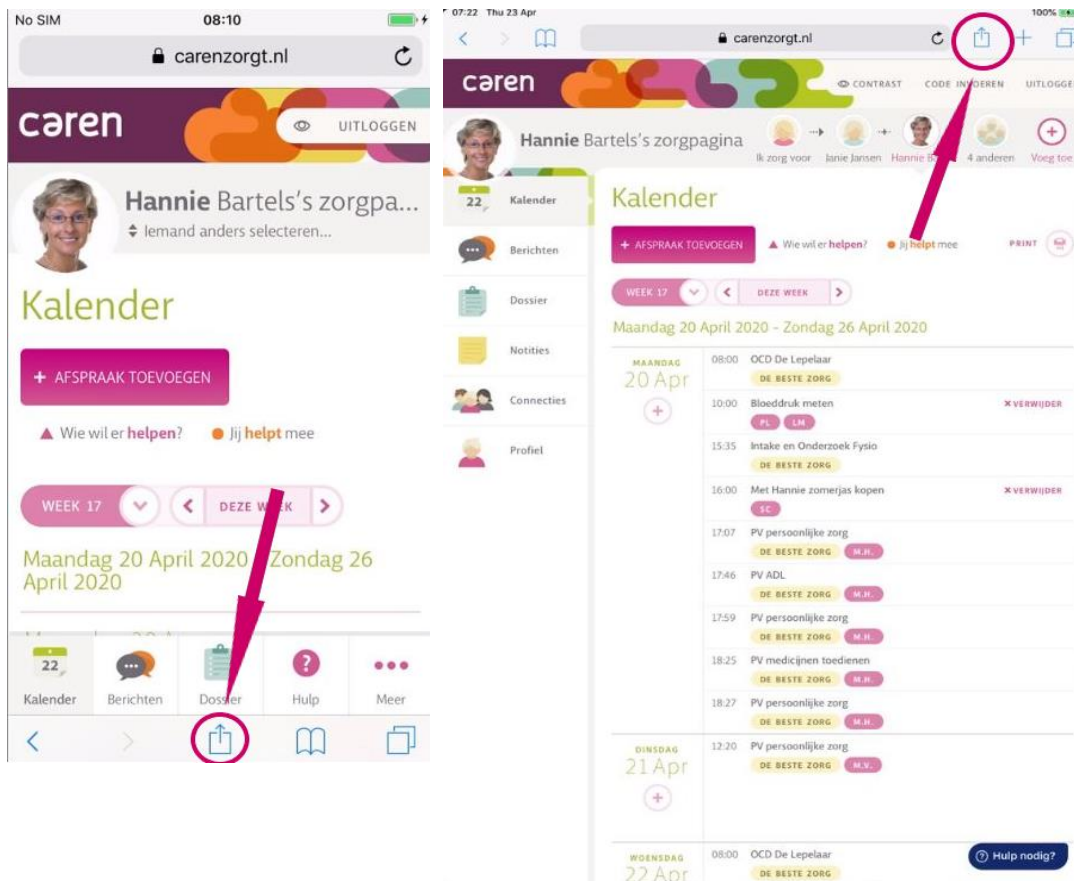 No SIM 08:10
carenzorgt.nl
caren
UITLOGGEN
Hannie Bartels's zorgpa...
Iemand anders selecteren...
Kalender
+ AFSPRAAK TOEVOEGEN
Wie wil er helpen? Jij helpt mee
WEEK 17 DEZE WEEK
Maandag 20 April 2020 - Zondag 26
April 2020
22
Kalender Berichten Dossier Hulp Meer
07:22 Thu 23 Apr 100%
carenzorgt.nl
caren
CONTRAST CODE INVOEREN UITLOGGE
Hannie Bartels's zorgpagina
Ik zorg voor Janie Jansen Hannie B 4 anderen Voeg toe
22 Kalender
Berichten
Dossier
Notities
Connecties
Profiel
Kalender
+ AFSPRAAK TOEVOEGEN Wie wil er helpen? Jij helpt mee PRINT
WEEK 17 DEZE WEEK
Maandag 20 April 2020 - Zondag 26 April 2020
MAANDAG
20 Apr
08:00 OCD De Lepelaar
DE BESTE ZORG
10:00 Bloeddruk meten × VERWIJDER
PL LM
15:35 Intake en Onderzoek Fysio
DE BESTE ZORG
16:00 Met Hannie zomerjas kopen × VERWIJDER
SC
17:07 PV persoonlijke zorg
DE BESTE ZORG M.H.
17:46 PV ADL
DE BESTE ZORG M.H.
17:59 PV persoonlijke zorg
DE BESTE ZORG M.H.
18:25 PV medicijnen toedienen
DE BESTE ZORG M.H.
18:27 PV persoonlijke zorg
DE BESTE ZORG M.H.
DINSDAG
21 Apr
12:20 PV persoonlijke zorg
DE BESTE ZORG M.V.
WOENSDAG
22 Apr
08:00 OCD De Lepelaar
DE BESTE ZORG
Hulp nodig?